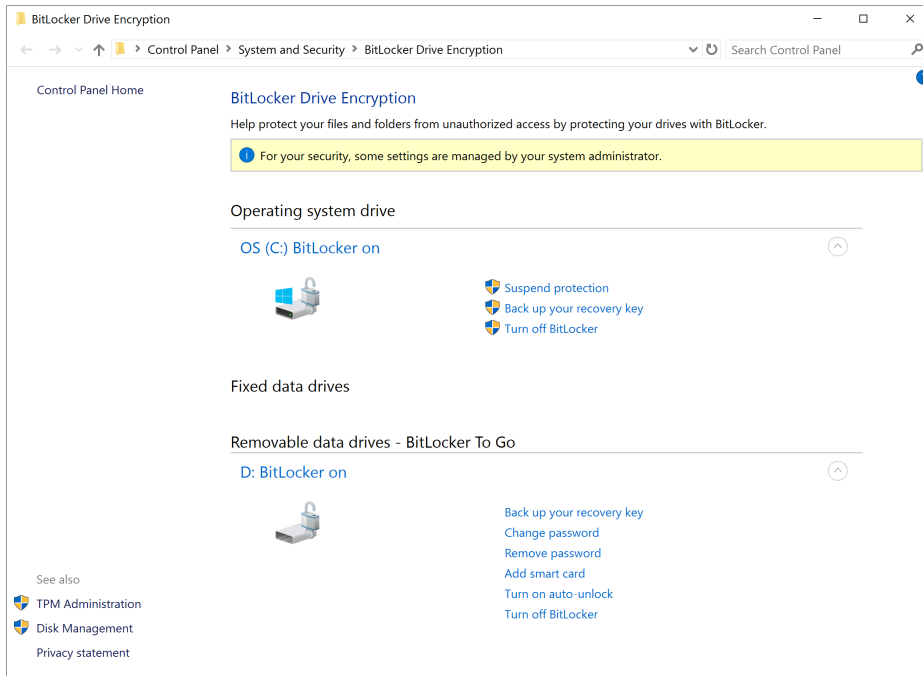 BitLocker Drive Encryption
Control Panel > System and Security > BitLocker Drive Encryption
Search Control Panel
Control Panel Home
BitLocker Drive Encryption
Help protect your files and folders from unauthorized access by protecting your drives with BitLocker.
For your security, some settings are managed by your system administrator.
Operating system drive
OS (C:) BitLocker on
Suspend protection
Back up your recovery key
Turn off BitLocker
Fixed data drives
Removable data drives - BitLocker To Go
D: BitLocker on
Back up your recovery key
Change password
Remove password
Add smart card
Turn on auto-unlock
Turn off BitLocker
See also
TPM Administration
Disk Management
Privacy statement